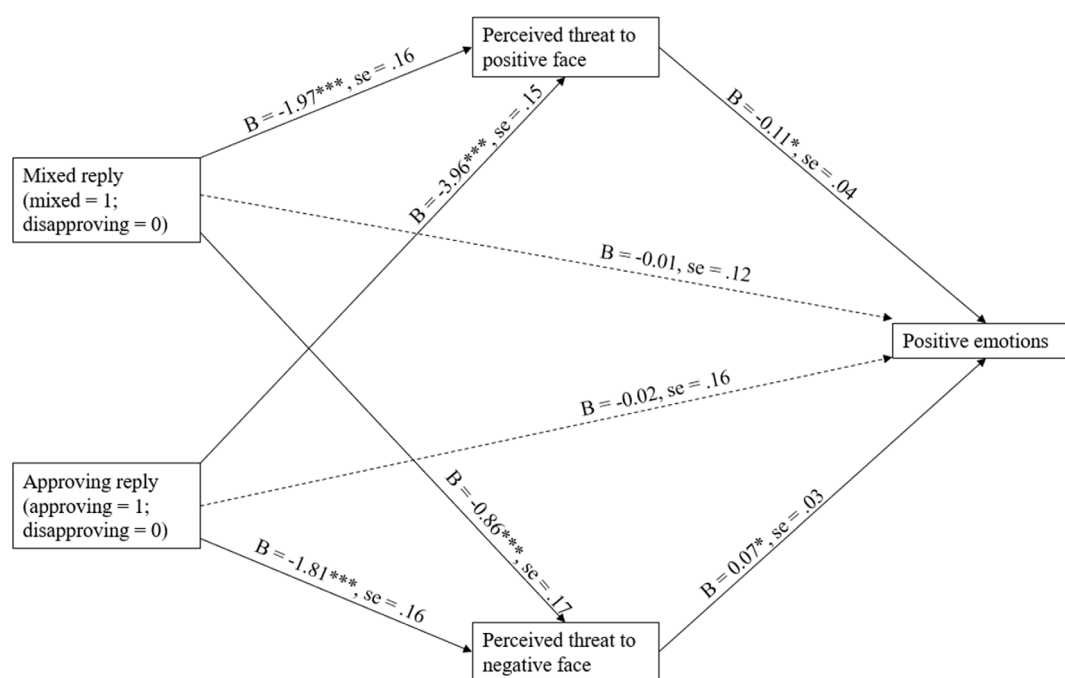 Perceived threat to
positive face
B = -1.97***, se = .16
B = -3.96***, se = .15
B = -0.11*, se = .04
Mixed reply
(mixed = 1;
disapproving = 0)
B = -0.01, se = .12
Positive emotions
B = -0.02, se = .16
Approving reply
(approving = 1;
disapproving = 0)
B = -0.86***, se = .17
B = -1.81***, se = .16
B = 0.07*, se = .03
Perceived threat to
negative face